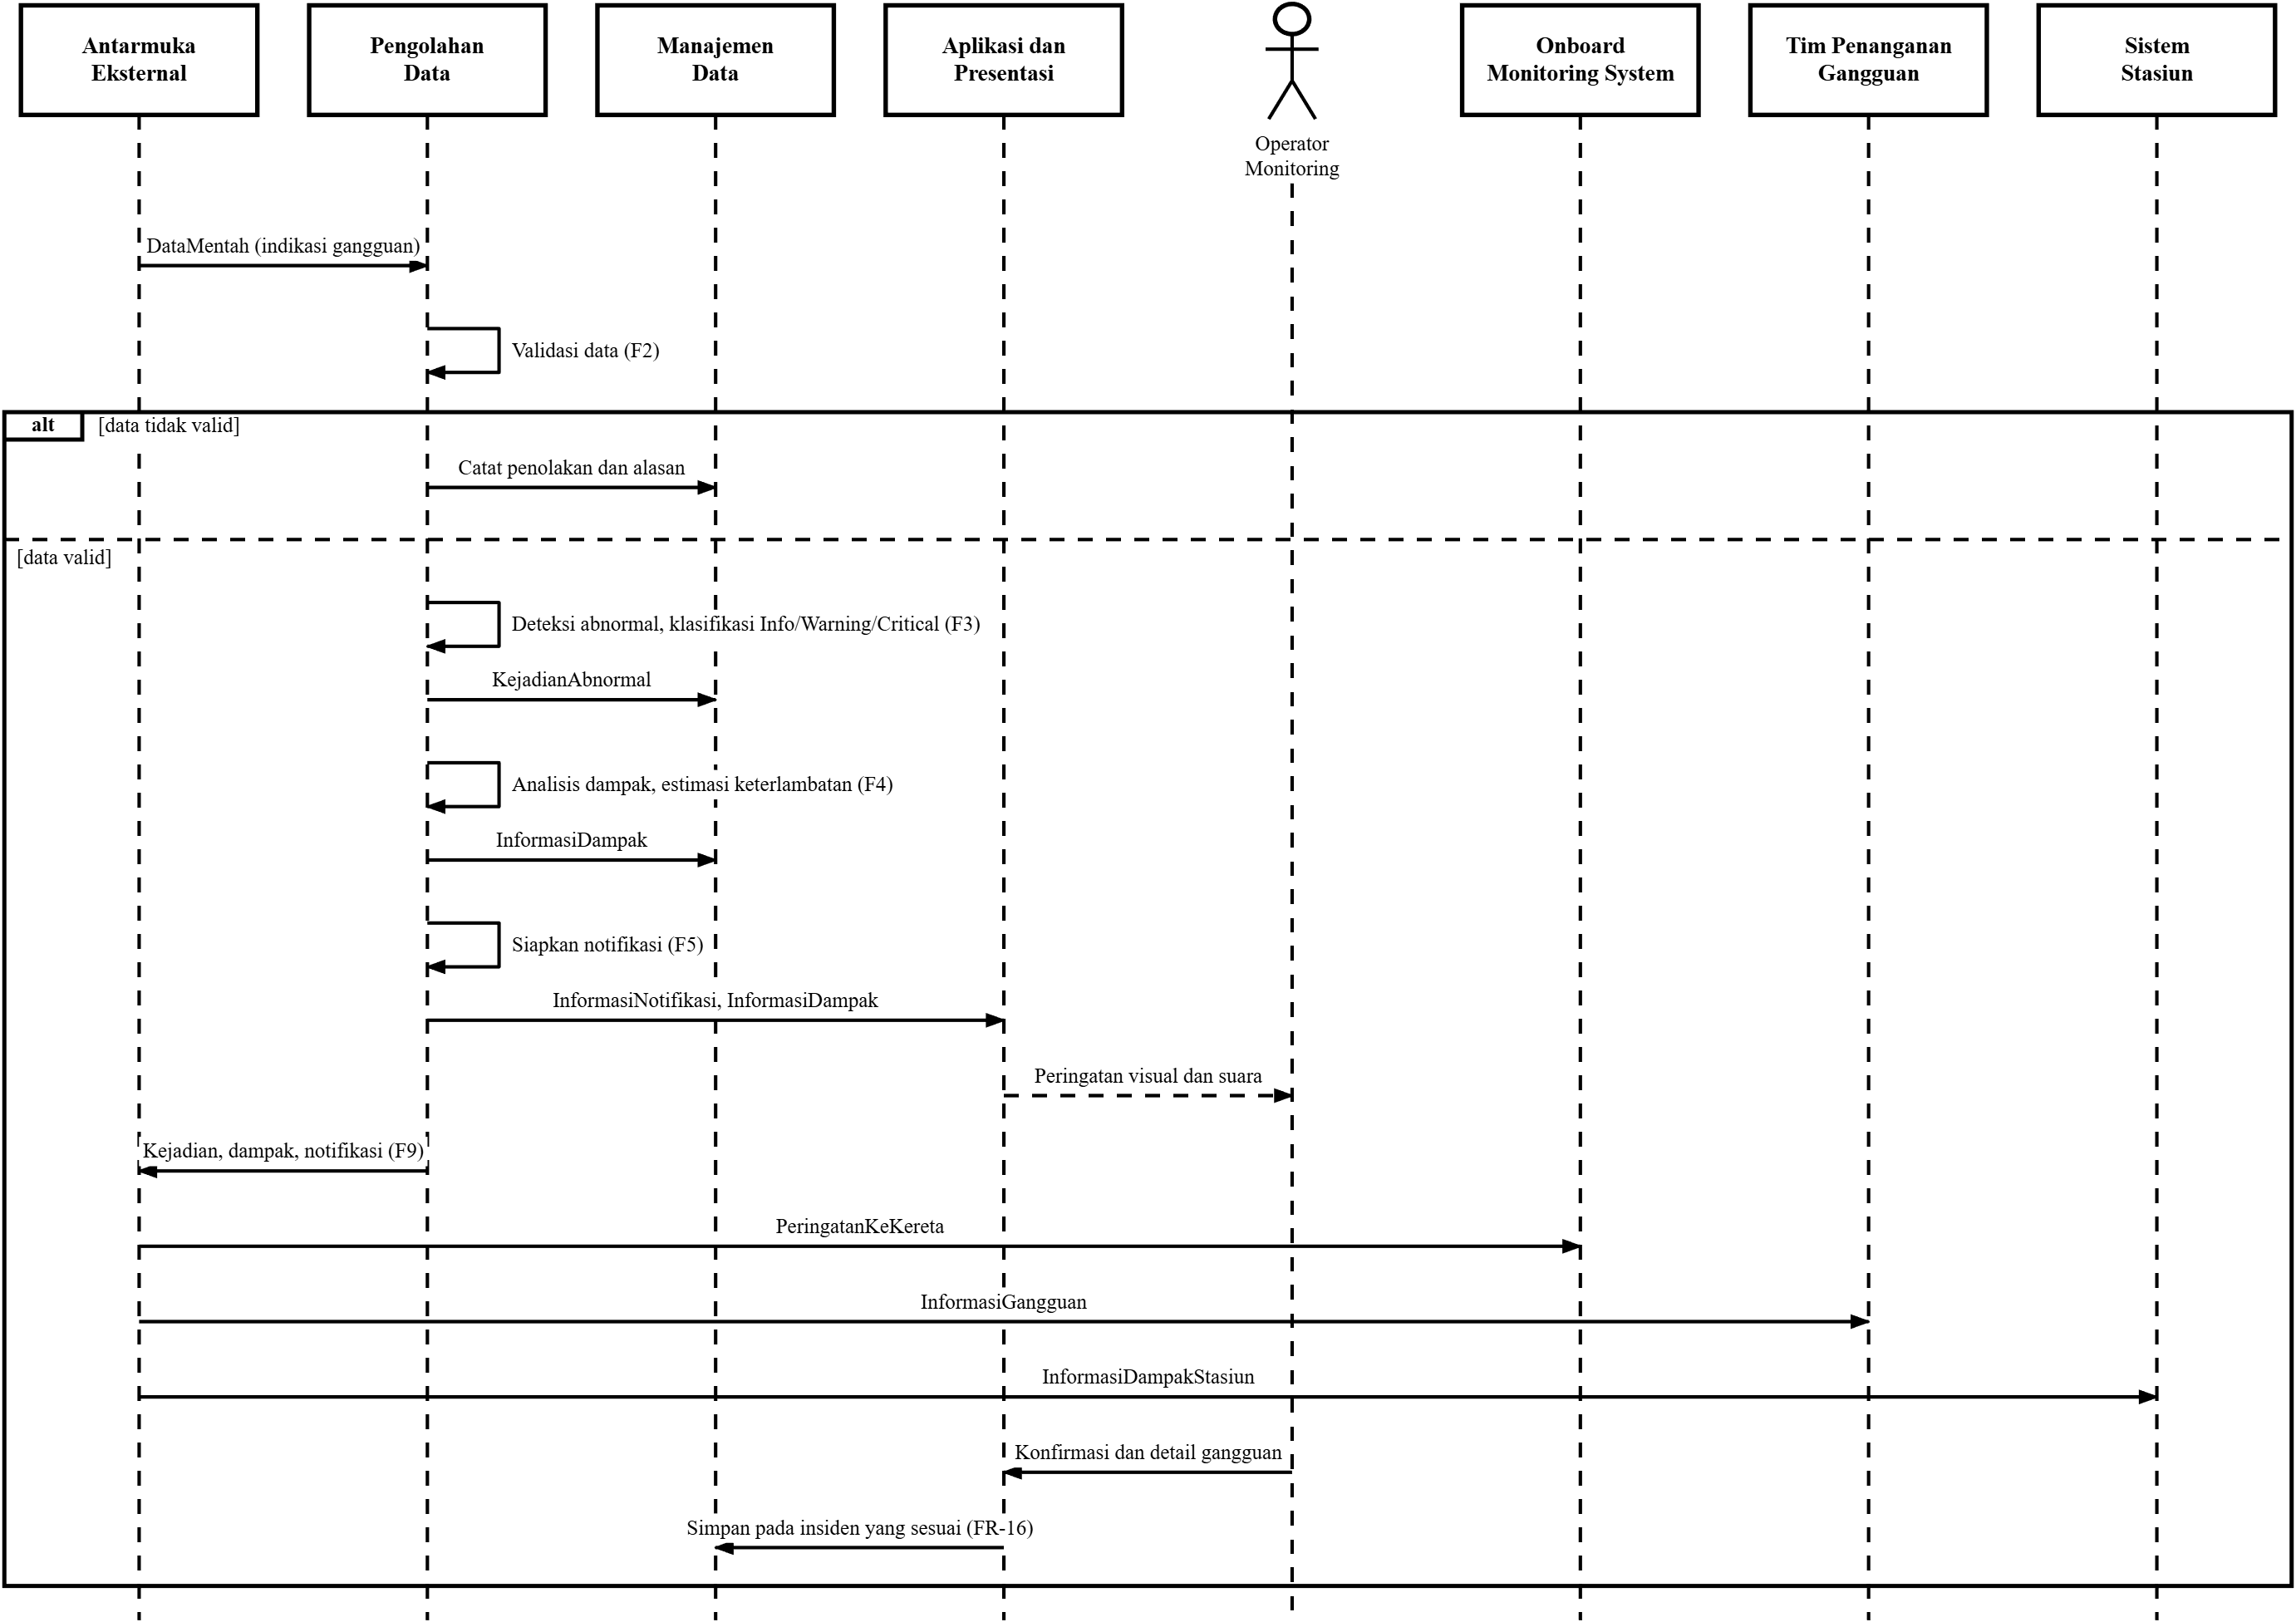 Antarmuka
Eksternal
Pengolahan
Data
Manajemen
Data
Aplikasi dan
Presentasi
Operator
Monitoring
Onboard
Monitoring System
Tim Penanganan
Gangguan
Sistem
Stasiun
DataMentah (indikasi gangguan)
Validasi data (F2)
alt
[data tidak valid]
Catat penolakan dan alasan
[data valid]
Deteksi abnormal, klasifikasi Info/Warning/Critical (F3)
KejadianAbnormal
Analisis dampak, estimasi keterlambatan (F4)
InformasiDampak
Siapkan notifikasi (F5)
InformasiNotifikasi, InformasiDampak
Peringatan visual dan suara
Kejadian, dampak, notifikasi (F9)
PeringatanKeKereta
InformasiGangguan
InformasiDampakStasiun
Konfirmasi dan detail gangguan
Simpan pada insiden yang sesuai (FR-16)